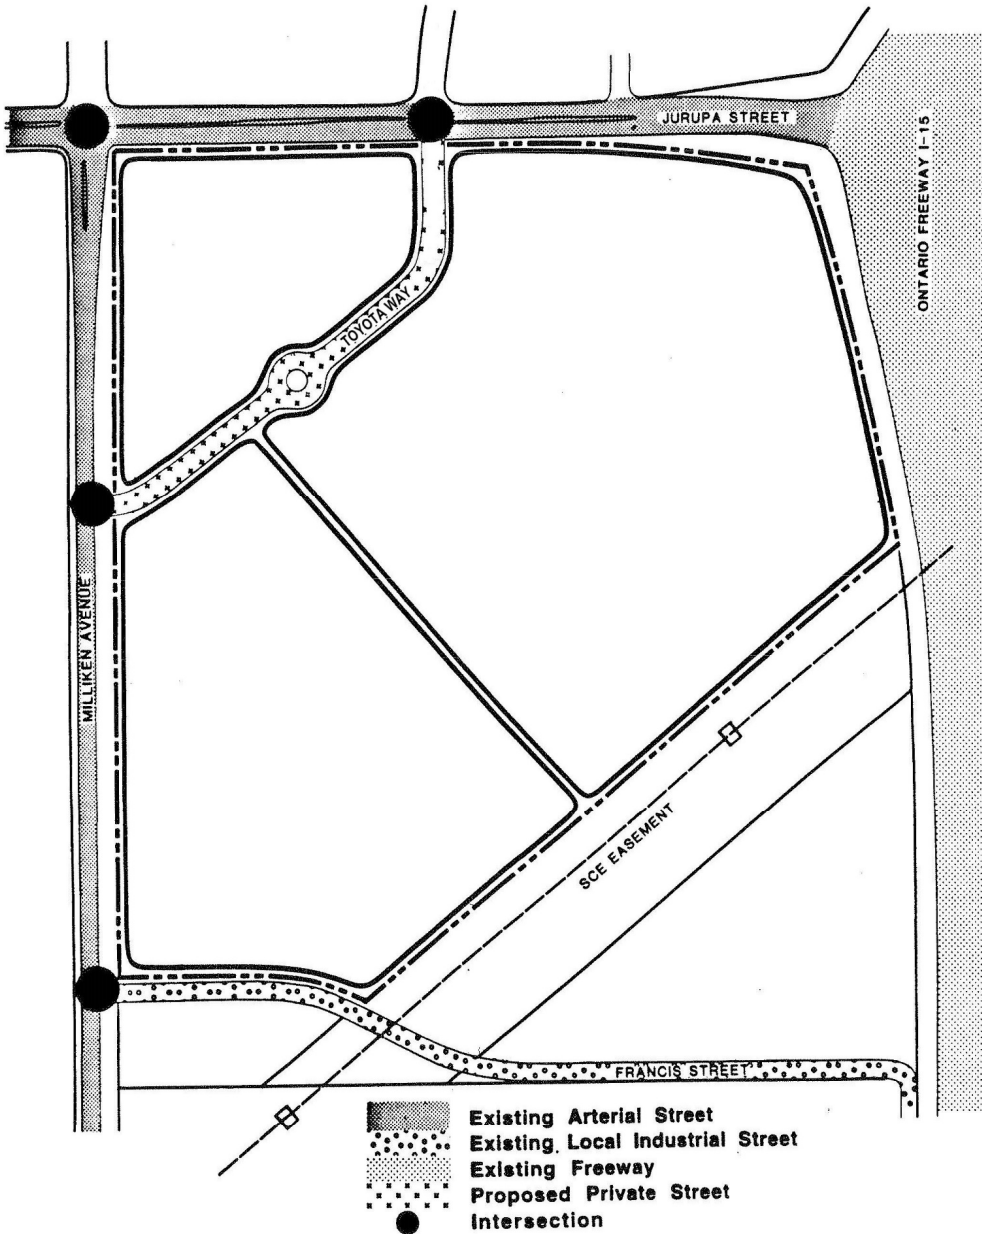 JURUPA STREET
ONTARIO FREEWAY I-15
TOYOTA WAY
MILLIKEN AVENUE
SCE EASEMENT
FRANCIS STREET
Existing Arterial Street
Existing Local Industrial Street
Existing Freeway
Proposed Private Street
Intersection